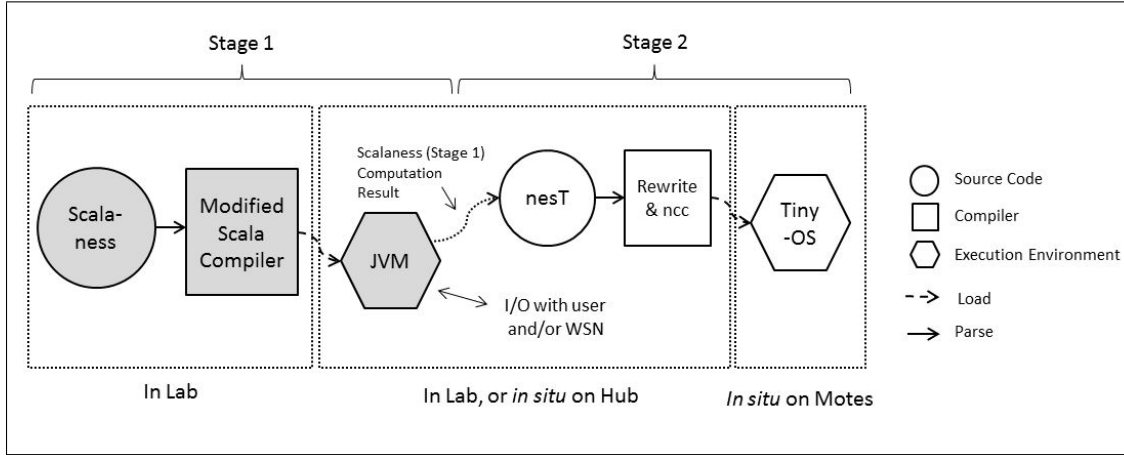 Stage 1
Stage 2
Scala-
ness
Modified
Scala
Compiler
Scalaness (Stage 1)
Computation
Result
JVM
I/O with user
and/or WSN
nesT
Rewrite
& ncc
Tiny
-OS
Source Code
Compiler
Execution Environment
Load
Parse
In Lab
In Lab, or in situ on Hub
In situ on Motes